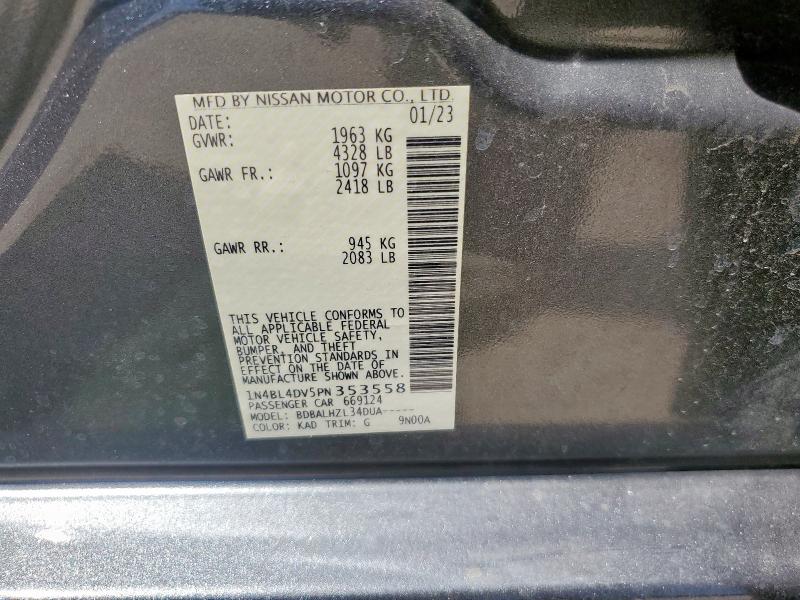 MFD BY NISSAN MOTOR CO., LTD.
DATE: 01/23
GVWR: 1963 KG
4328 LB
GAWR FR.: 1097 KG
2418 LB
GAWR RR.: 945 KG
2083 LB
THIS VEHICLE CONFORMS TO
ALL APPLICABLE FEDERAL
MOTOR VEHICLE SAFETY,
BUMPER, AND THEFT
PREVENTION STANDARDS IN
EFFECT ON THE DATE OF
MANUFACTURE SHOWN ABOVE.
1N4BL4DV5PN353558
PASSENGER CAR 669124
MODEL: BDBALHZL34DUA-----
COLOR: KAD TRIM: G 9N00A